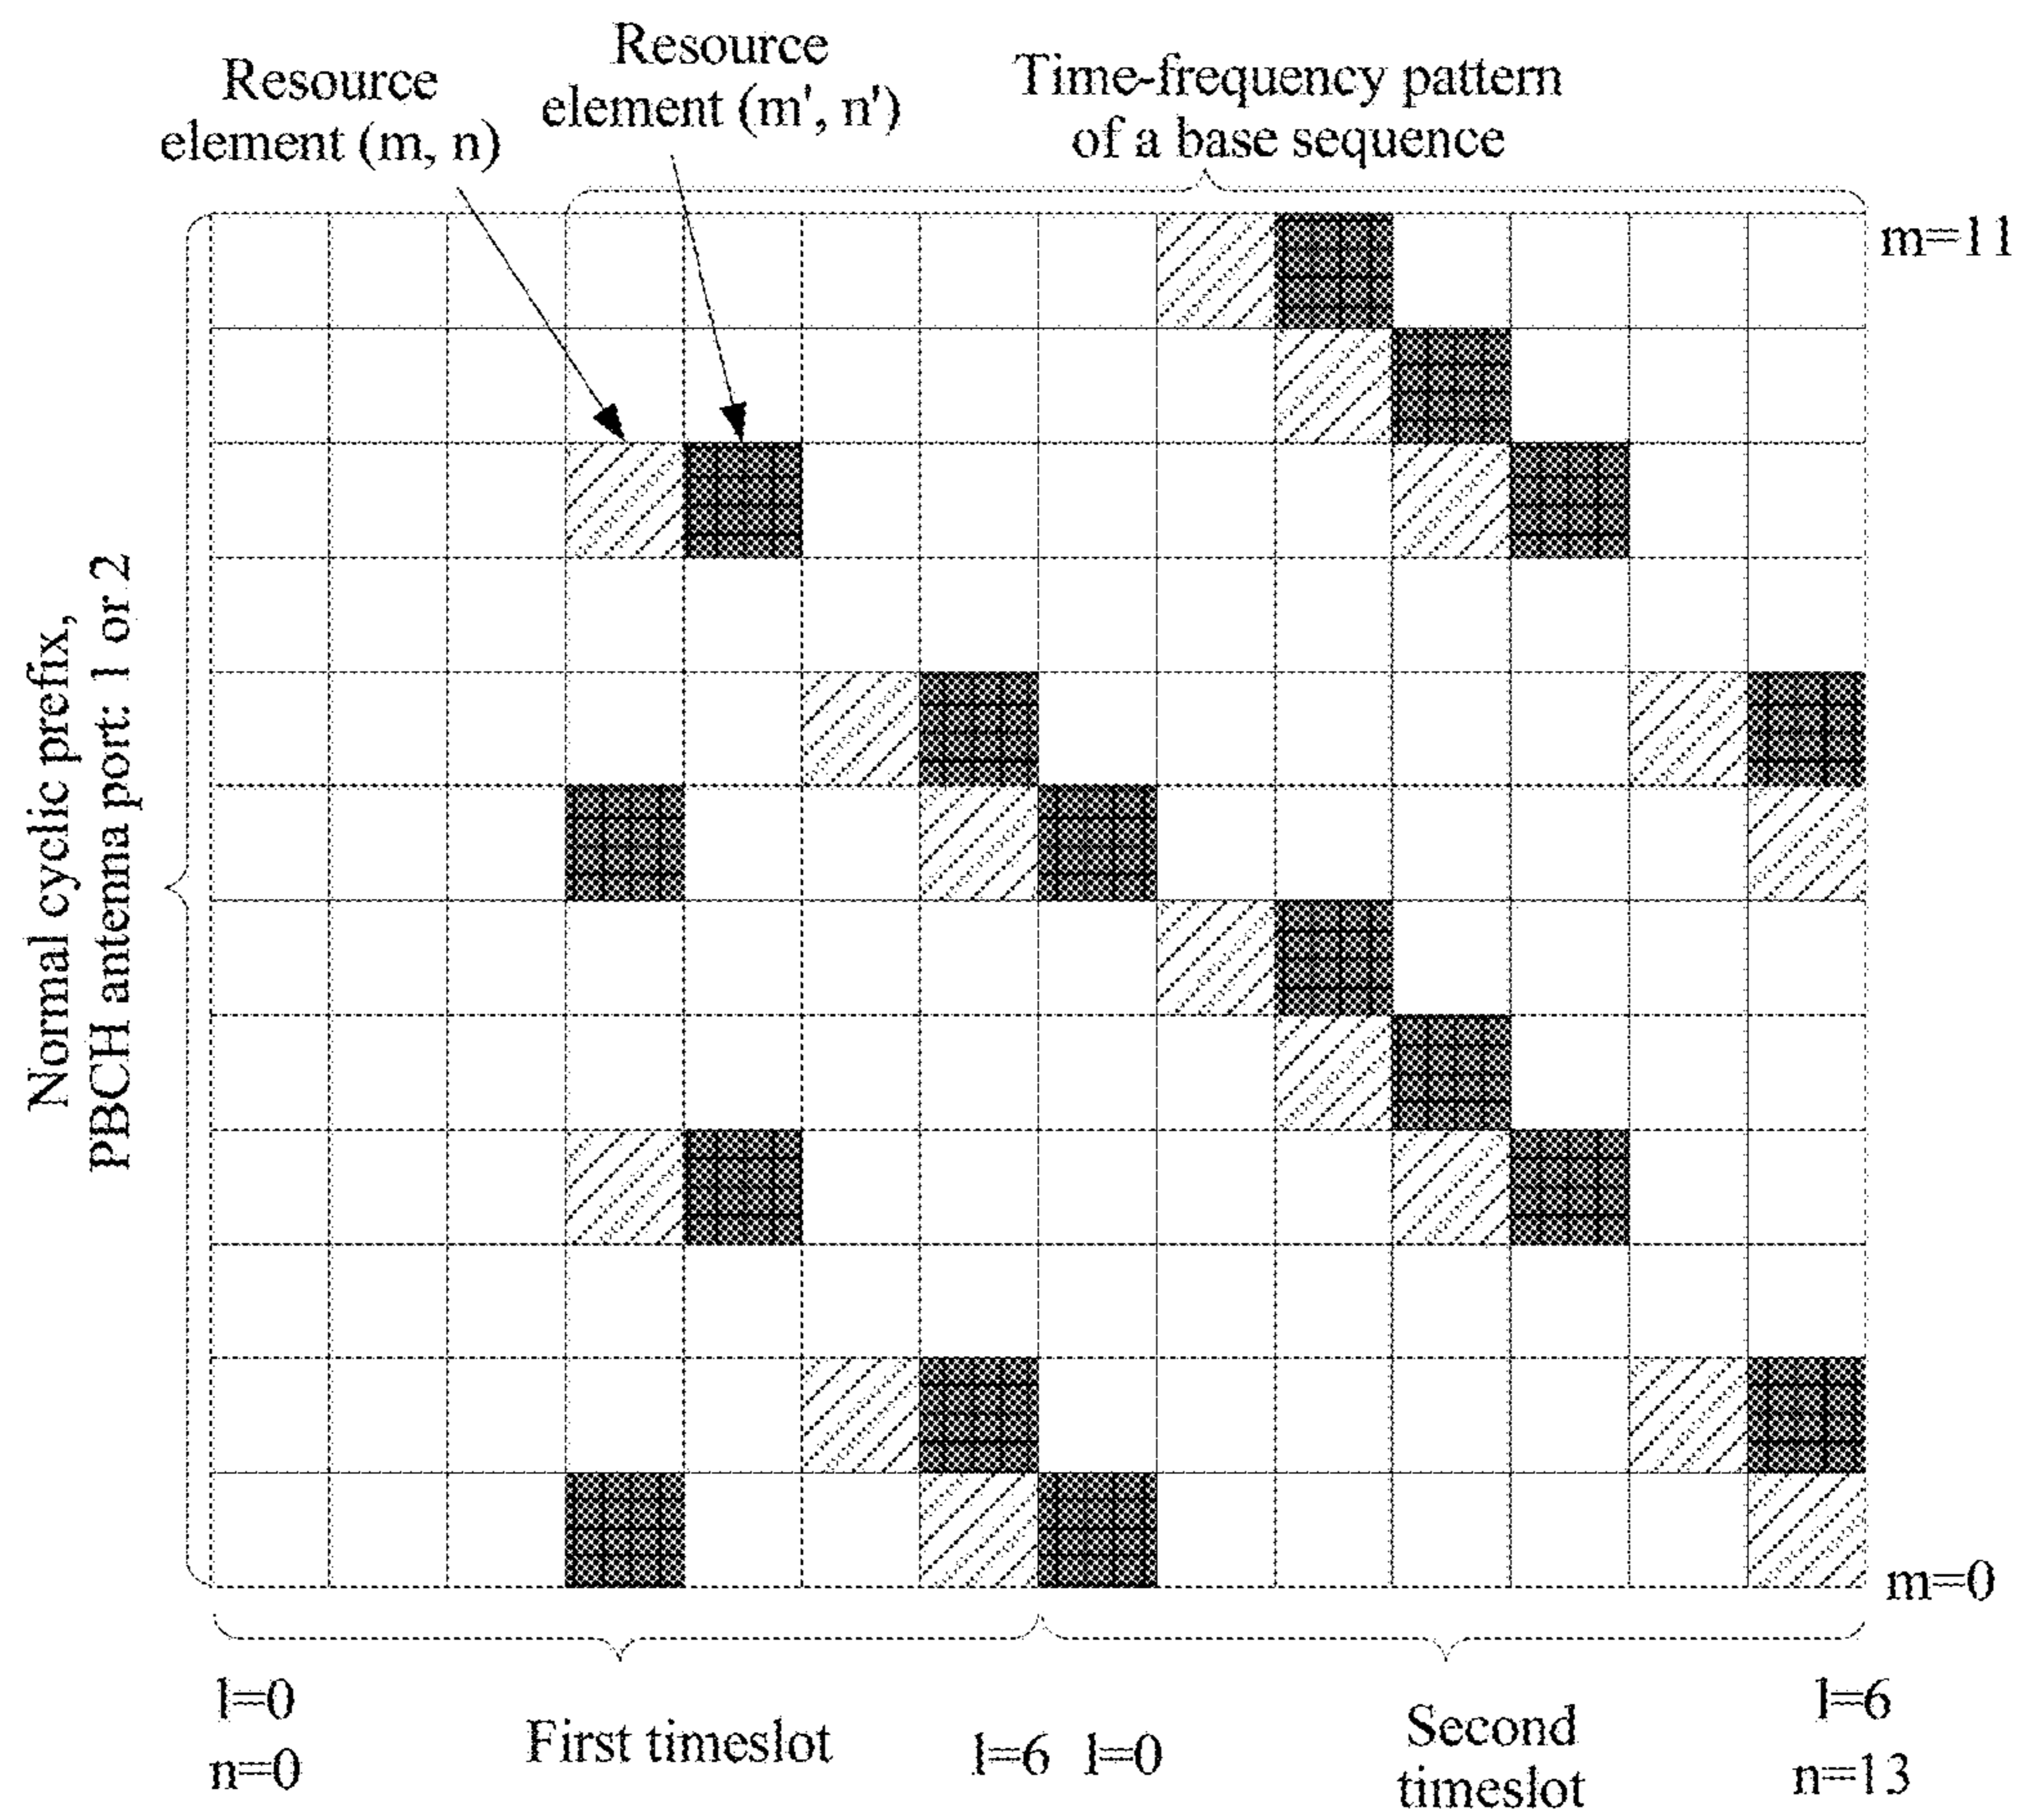 Resource
element (m, n)
Resource
element (m', n')
Time-frequency pattern
of a base sequence
m=11
Normal cyclic prefix,
PBCH antenna port: 1 or 2
m=0
l=0
n=0
First timeslot
l=6
l=0
Second
timeslot
l=6
n=13